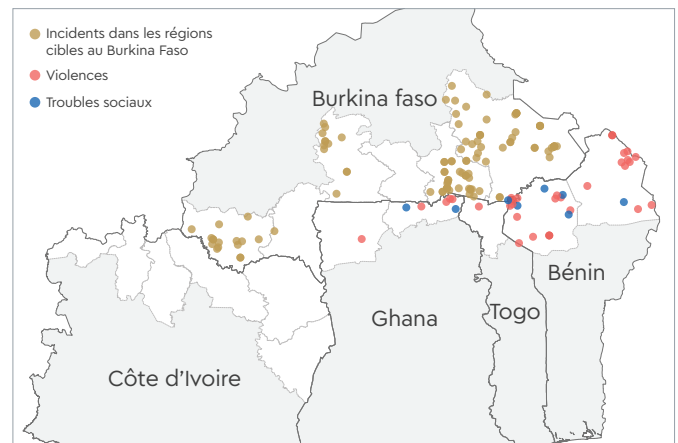 Incidents dans les régions
cibles au Burkina Faso
Violences
Troubles sociaux
Burkina faso
Bénin
Togo
Ghana
Côte d'Ivoire